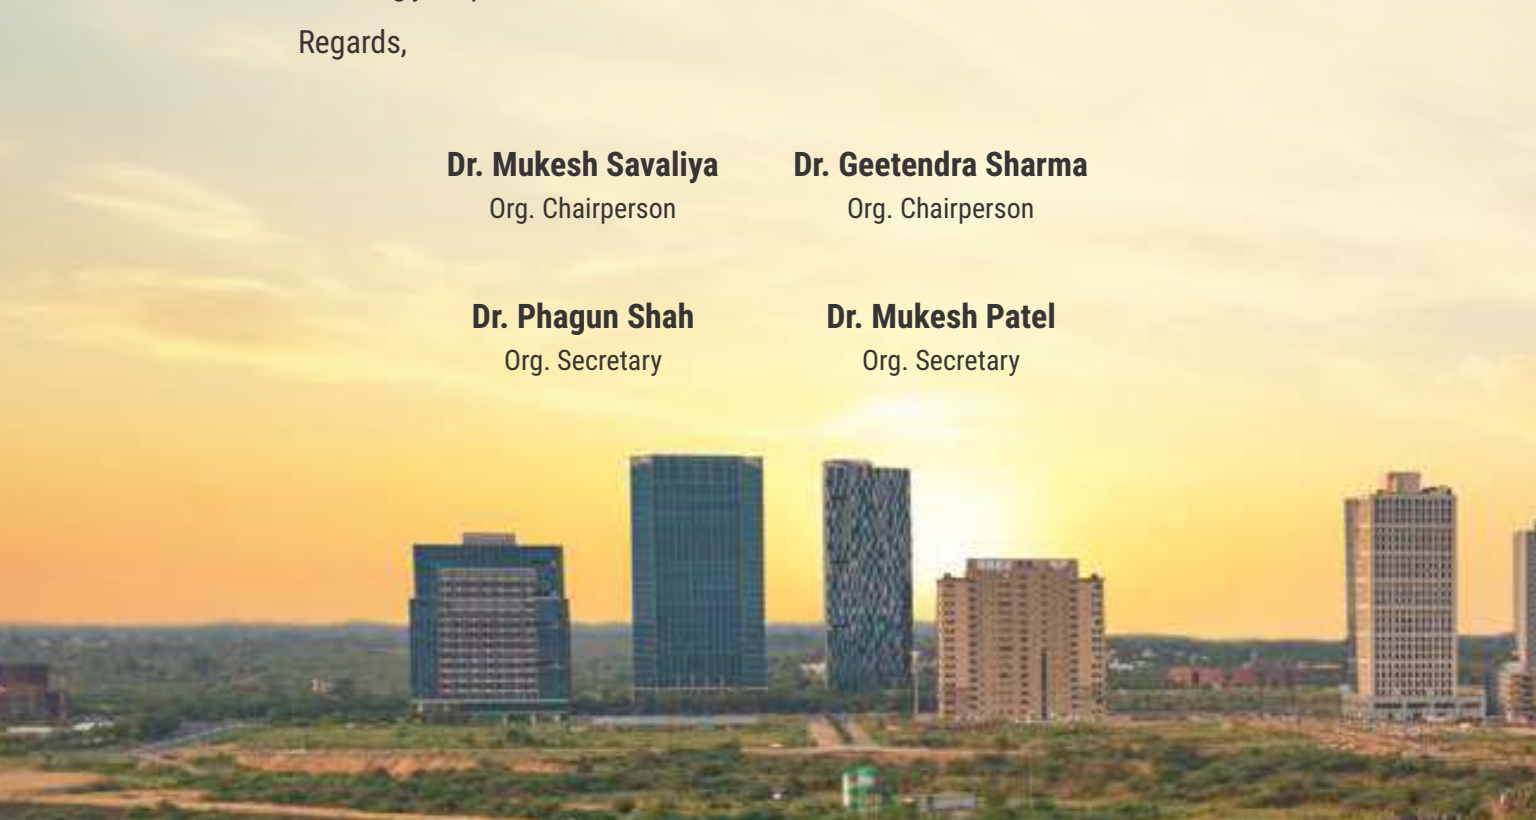 Regards,
Dr. Mukesh Savaliya Dr. Geetendra Sharma
Org. Chairperson Org. Chairperson
Dr. Phagun Shah Dr. Mukesh Patel
Org. Secretary Org. Secretary